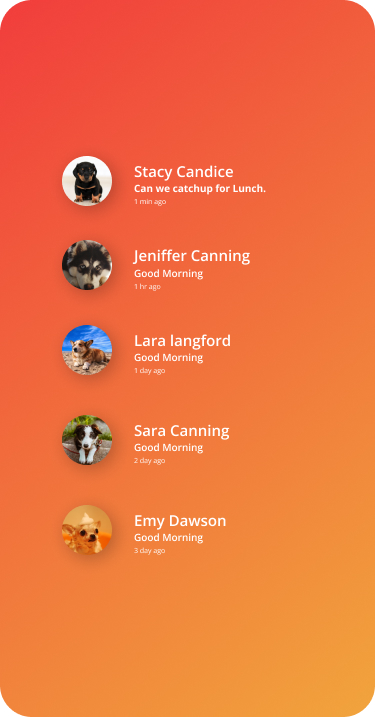 Stacy Candice
Can we catchup for Lunch.
1 min ago
Jeniffer Canning
Good Morning
1 hr ago
Lara langford
Good Morning
1 day ago
Sara Canning
Good Morning
2 day ago
Emy Dawson
Good Morning
3 day ago